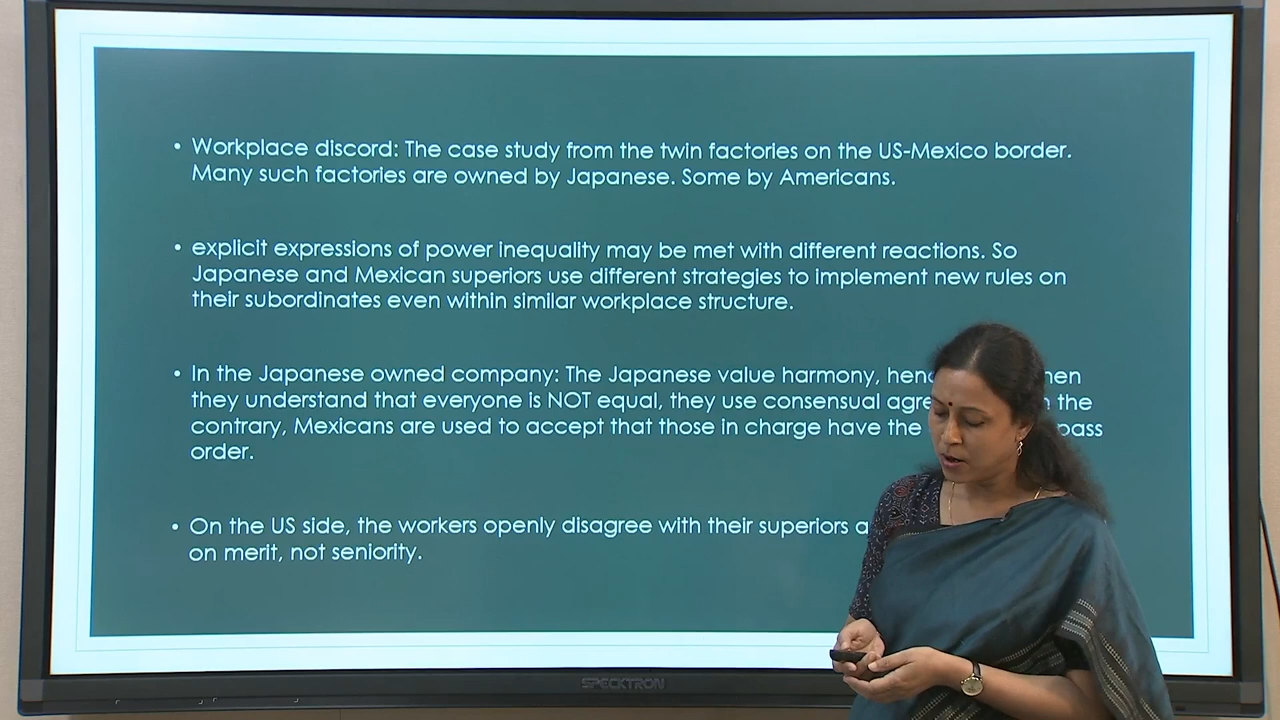 • Workplace discord: The case study from the twin factories on the US-Mexico border.
Many such factories are owned by Japanese. Some by Americans.
• explicit expressions of power inequality may be met with different reactions. So
Japanese and Mexican superiors use different strategies to implement new rules on
their subordinates even within similar workplace structure.
• In the Japanese owned company: The Japanese value harmony,
they understand that everyone is NOT equal, they use consensual the
contrary, Mexicans are used to accept that those in charge have the pass
order.
• On the US side, the workers openly disagree with their superiors
on merit, not seniority.
SPECKTRON